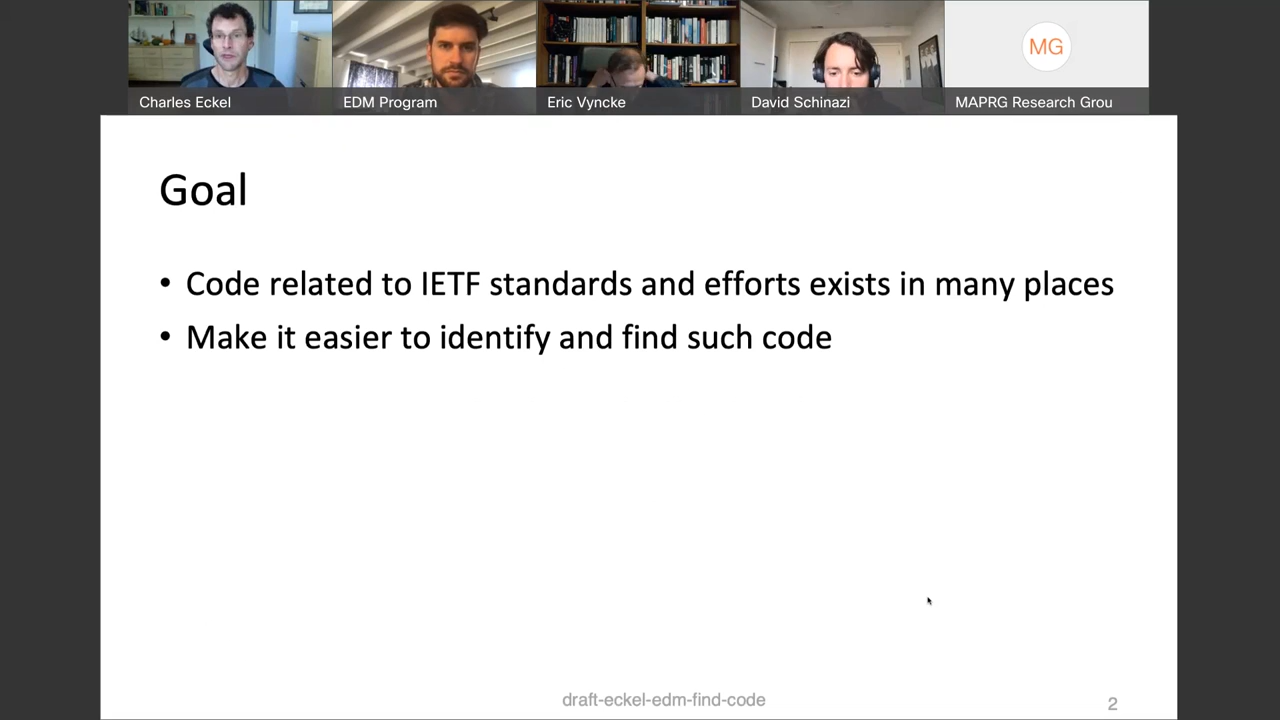 Charles Eckel
EDM Program
Eric Vyncke
David Schinazi
MG
MAPRG Research Grou
Goal
• Code related to IETF standards and efforts exists in many places
• Make it easier to identify and find such code
draft-eckel-edm-find-code
2